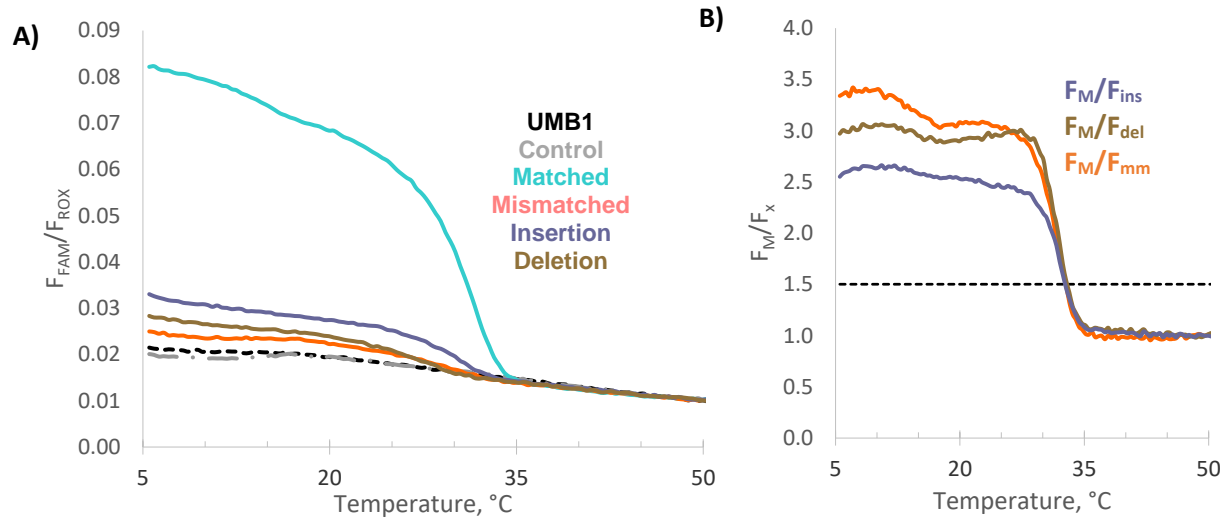 A)
F_FAM/F_ROX
0.09
0.08
0.07
0.06
0.05
0.04
0.03
0.02
0.01
0.00
5
20
35
50
Temperature, °C
UMB1
Control
Matched
Mismatched
Insertion
Deletion
B)
F_M/F_x
4.0
3.5
3.0
2.5
2.0
1.5
1.0
0.5
0.0
5
20
35
50
Temperature, °C
F_M/F_ins
F_M/F_del
F_M/F_mm